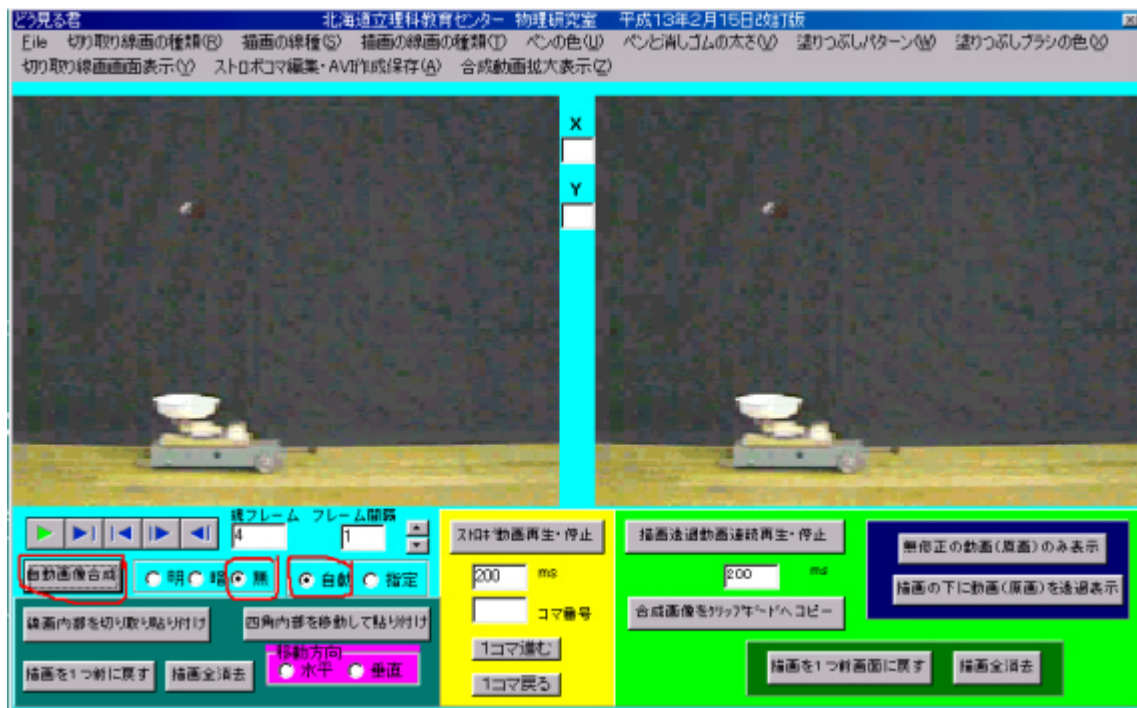 どう見る君 北海道立理科教育センター 物理研究室 平成13年2月15日改訂版
File 切り取り線画の種類(R) 描画の線種(S) 描画の線画の種類(T) ペンの色(U) ペンと消しゴムの太さ(V) 塗りつぶしパターン(W) 塗りつぶしブラシの色(X)
切り取り線画画面表示(Y) ストロボコマ編集・AVI作成保存(A) 合成動画拡大表示(Z)
X
Y
現フレーム フレーム間隔
4 1
自動画像合成 明 暗 無 自動 指定
線画内部を切り取り貼り付け 四角内部を移動して貼り付け
移動方向
水平 垂直
描画を1つ前に戻す 描画全消去
ストロボ動画再生・停止
200 ms
コマ番号
1コマ進む
1コマ戻る
描画透過動画連続再生・停止
200 ms
合成画像をクリップボードへコピー
無修正の動画(原画)のみ表示
描画の下に動画(原画)を透過表示
描画を1つ前画面に戻す 描画全消去